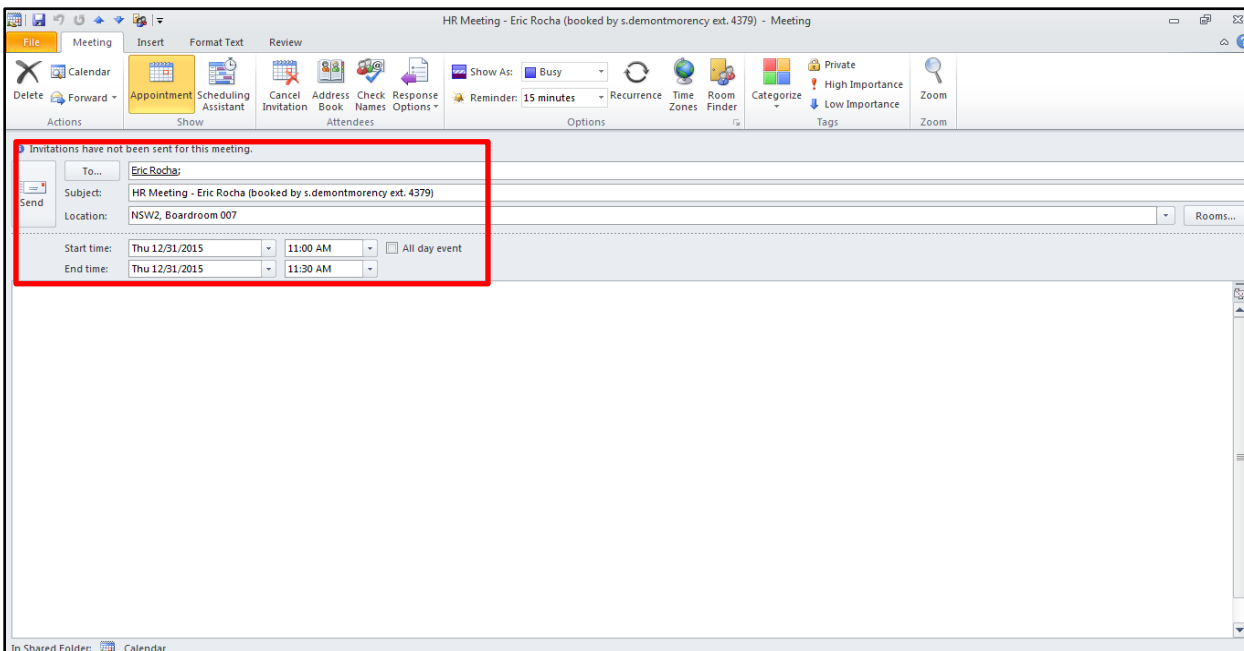 HR Meeting - Eric Rocha (booked by s.demontmorency ext. 4379) - Meeting
File Meeting Insert Format Text Review
Delete
Calendar
Forward
Actions
Appointment
Scheduling Assistant
Show
Cancel Invitation
Address Book
Check Names
Response Options
Attendees
Show As: Busy
Reminder: 15 minutes
Recurrence
Time Zones
Room Finder
Options
Categorize
Private
High Importance
Low Importance
Tags
Zoom
Zoom
Invitations have not been sent for this meeting.
Send
To... Eric Rocha;
Subject: HR Meeting - Eric Rocha (booked by s.demontmorency ext. 4379)
Location: NSW2, Boardroom 007 Rooms...
Start time: Thu 12/31/2015 11:00 AM All day event
End time: Thu 12/31/2015 11:30 AM
In Shared Folder: Calendar